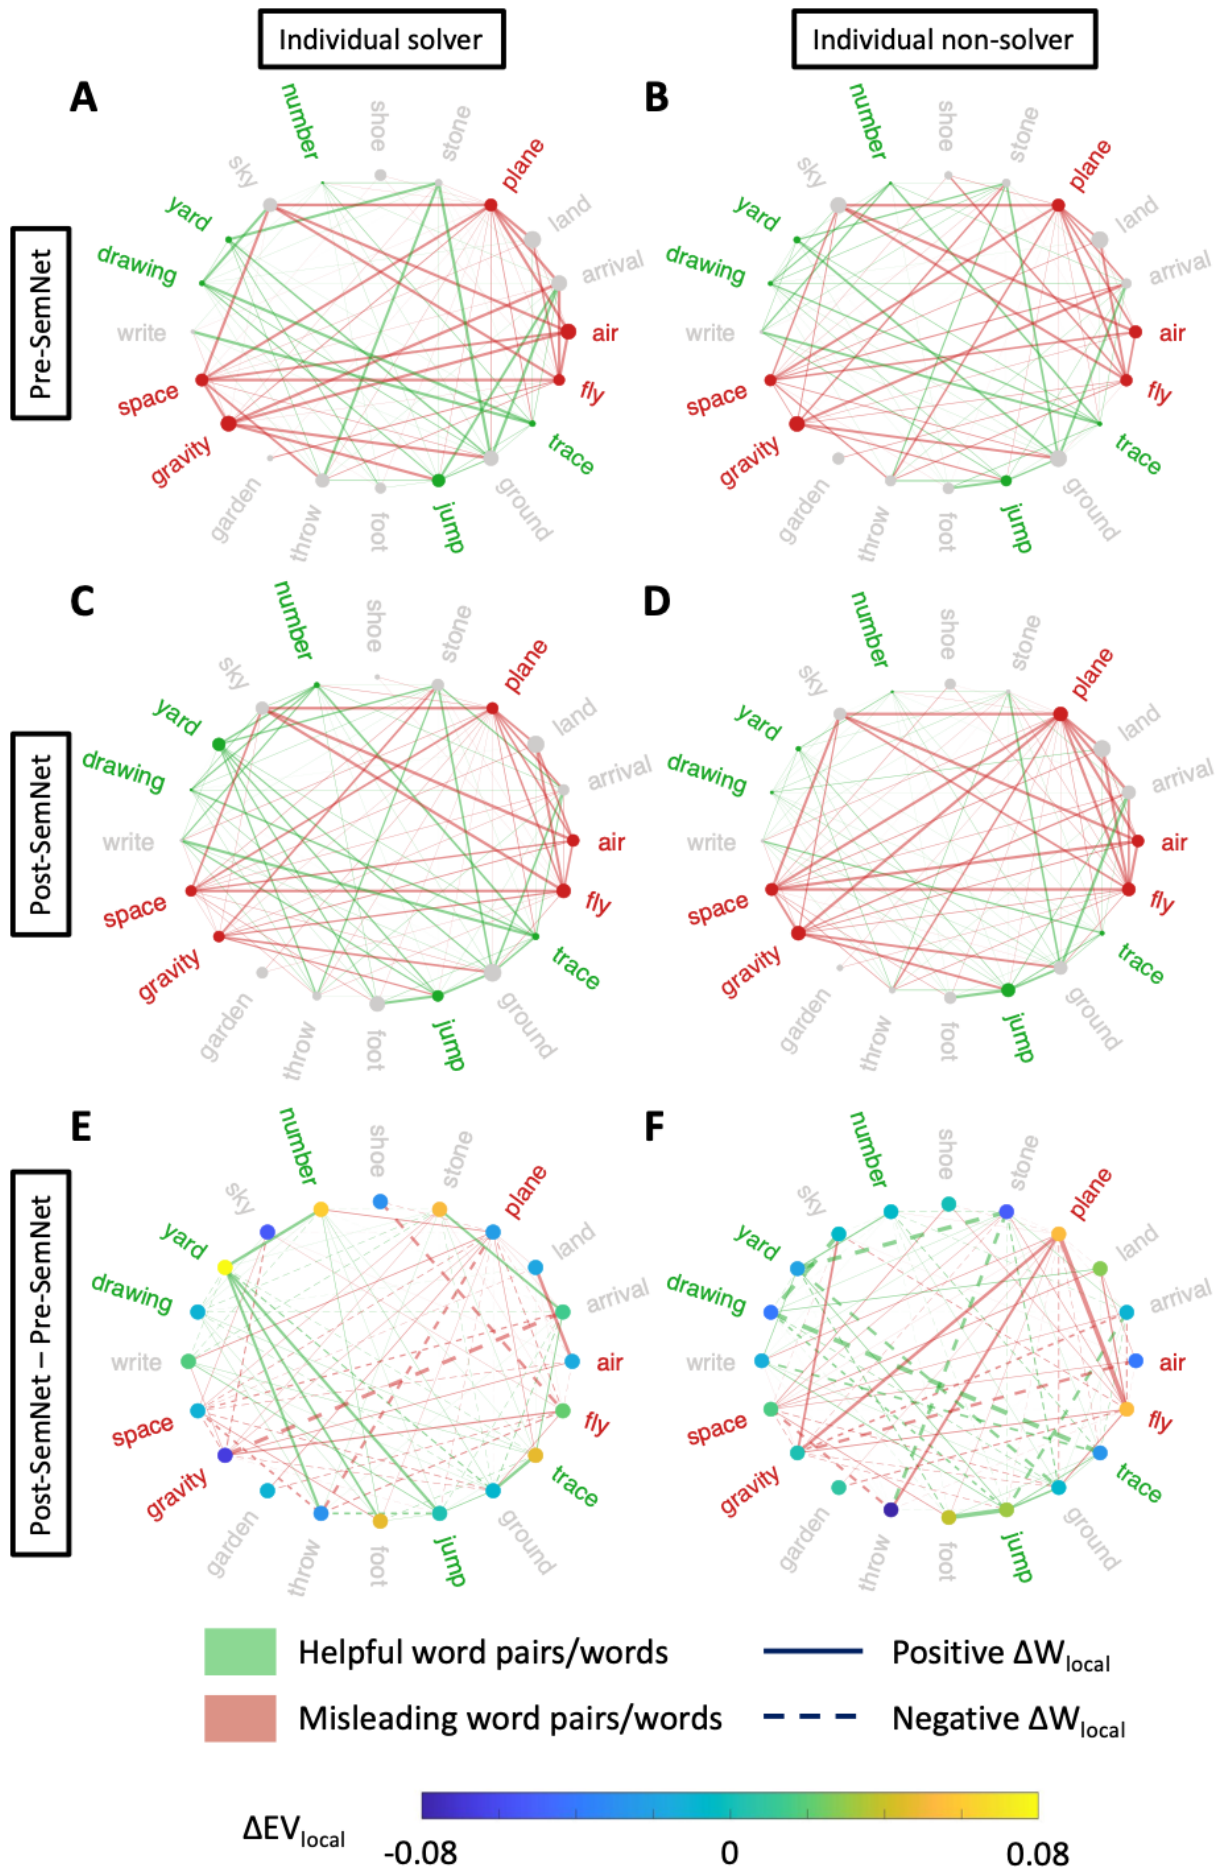 Individual solver
Individual non-solver
A
B
Pre-SemNet
number
shoe
stone
plane
land
arrival
air
fly
trace
ground
jump
foot
throw
garden
gravity
space
write
drawing
yard
sky
number
shoe
stone
plane
land
arrival
air
fly
trace
ground
jump
foot
throw
garden
gravity
space
write
drawing
yard
sky
C
D
Post-SemNet
number
shoe
stone
plane
land
arrival
air
fly
trace
ground
jump
foot
throw
garden
gravity
space
write
drawing
yard
sky
number
shoe
stone
plane
land
arrival
air
fly
trace
ground
jump
foot
throw
garden
gravity
space
write
drawing
yard
sky
E
F
Post-SemNet – Pre-SemNet
number
shoe
stone
plane
land
arrival
air
fly
trace
ground
jump
foot
throw
garden
gravity
space
write
drawing
yard
sky
number
shoe
stone
plane
land
arrival
air
fly
trace
ground
jump
foot
throw
garden
gravity
space
write
drawing
yard
sky
Helpful word pairs/words
Positive ΔWlocal
Misleading word pairs/words
Negative ΔWlocal
ΔEVlocal
-0.08
0
0.08